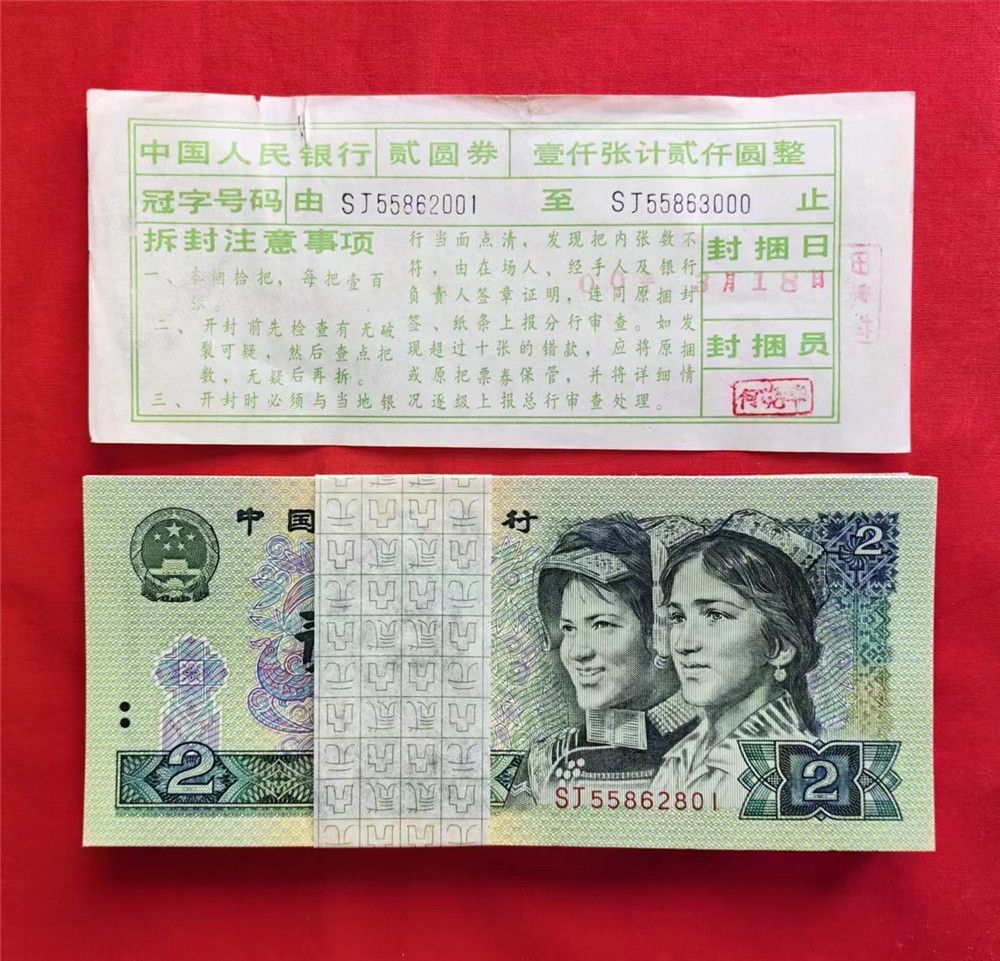 中国人民银行 贰圆券 壹仟张计贰仟圆整
冠字号码 由 SJ55862001 至 SJ55863000 止
拆封注意事项
一、本捆拾把，每把壹百
张。
二、开封前先检查有无破
裂可疑，然后查点把
数，无疑后再拆。
三、开封时必须与当地银
行当面点清，发现把内张数不
符，由在场人、经手人及银行
负责人签章证明，连同原捆封
签、纸条上报分行审查。如发
现超过十张的错款，应将原捆
或原把票券保管，并将详细情
况逐级上报总行审查处理。
封捆日
月18日
封捆员
中国 行
2
2
SJ55862801
2